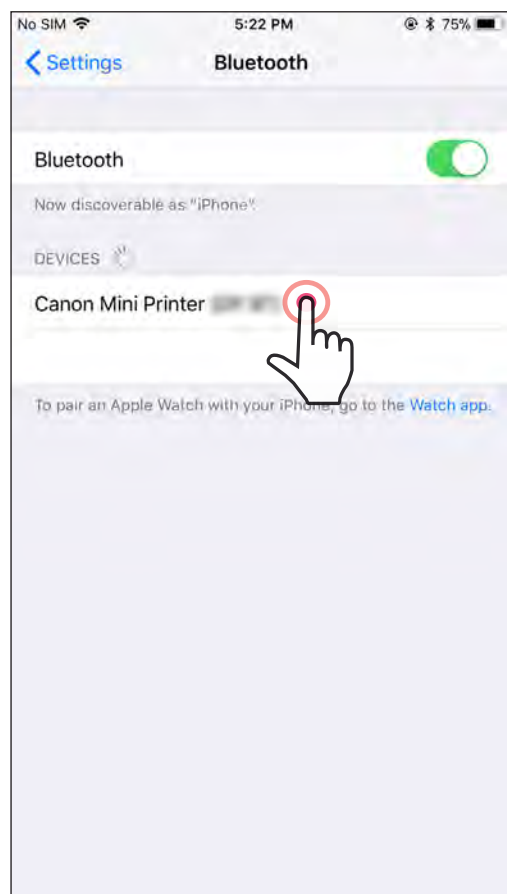 No SIM 5:22 PM 75%
Settings Bluetooth
Bluetooth
Now discoverable as "iPhone".
DEVICES
Canon Mini Printer
To pair an Apple Watch with your iPhone, go to the Watch app.